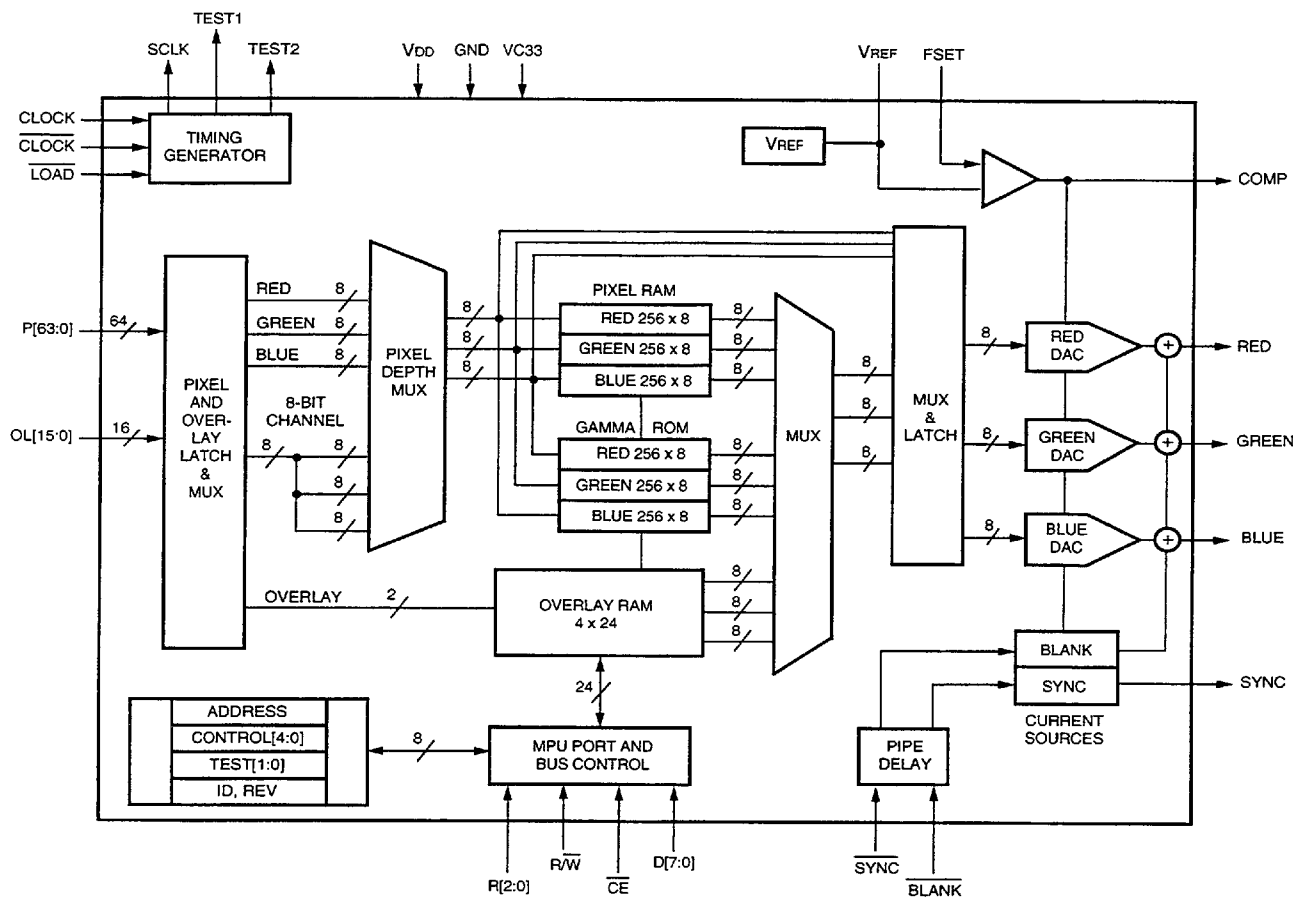 TEST1
SCLK
TEST2
VDD
GND
VC33
VREF
FSET
CLOCK
CLOCK
LOAD
TIMING
GENERATOR
VREF
COMP
P[63:0]
64
OL[15:0]
16
PIXEL
AND
OVER-
LAY
LATCH
&
MUX
RED
8
GREEN
8
BLUE
8
8-BIT
CHANNEL
8
8
8
8
OVERLAY
2
PIXEL
DEPTH
MUX
8
8
8
PIXEL RAM
RED 256 x 8
GREEN 256 x 8
BLUE 256 x 8
8
8
8
GAMMA ROM
RED 256 x 8
GREEN 256 x 8
BLUE 256 x 8
8
8
8
OVERLAY RAM
4 x 24
8
8
8
MUX
8
8
8
MUX
&
LATCH
8
RED
DAC
+
RED
8
GREEN
DAC
+
GREEN
8
BLUE
DAC
+
BLUE
BLANK
SYNC
SYNC
CURRENT
SOURCES
24
ADDRESS
CONTROL[4:0]
TEST[1:0]
ID, REV
8
MPU PORT AND
BUS CONTROL
PIPE
DELAY
R[2:0]
R/W
CE
D[7:0]
SYNC
BLANK